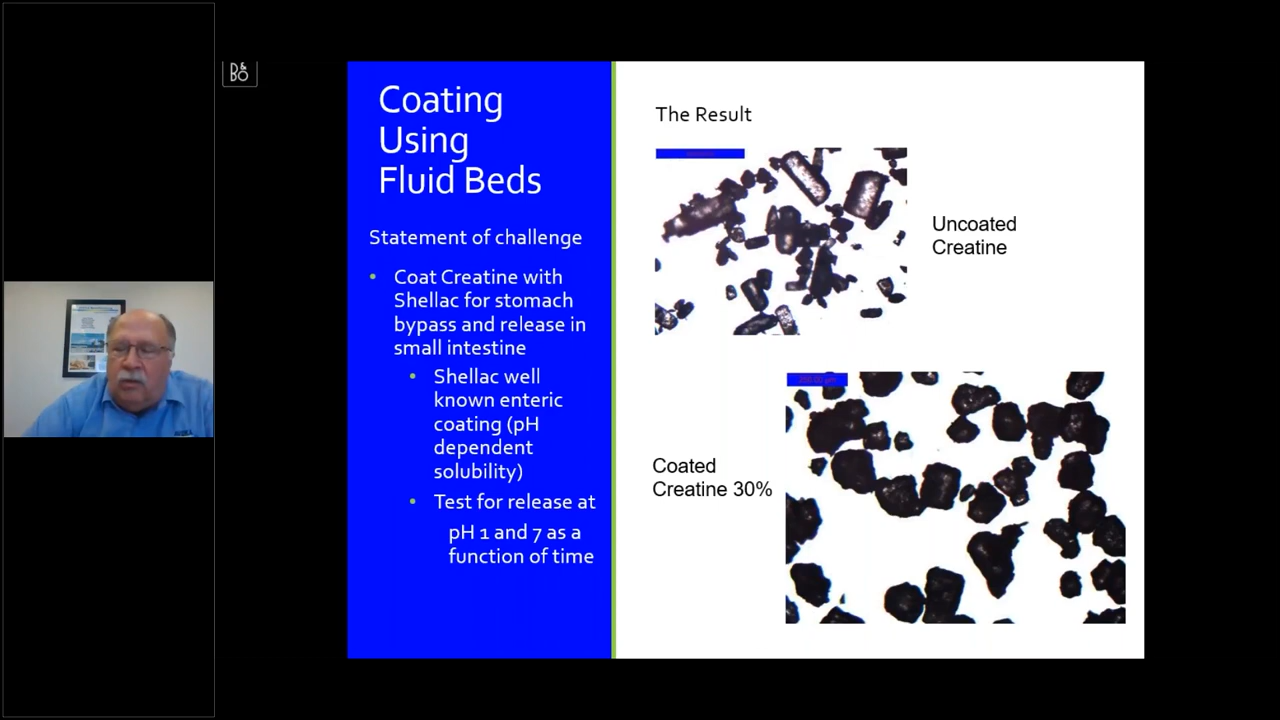 B&
BO
Coating
Using
Fluid Beds
Statement of challenge
• Coat Creatine with
Shellac for stomach
bypass and release in
small intestine
• Shellac well
known enteric
coating (pH
dependent
solubility)
• Test for release at
pH 1 and 7 as a
function of time
The Result
Uncoated
Creatine
Coated
Creatine 30%